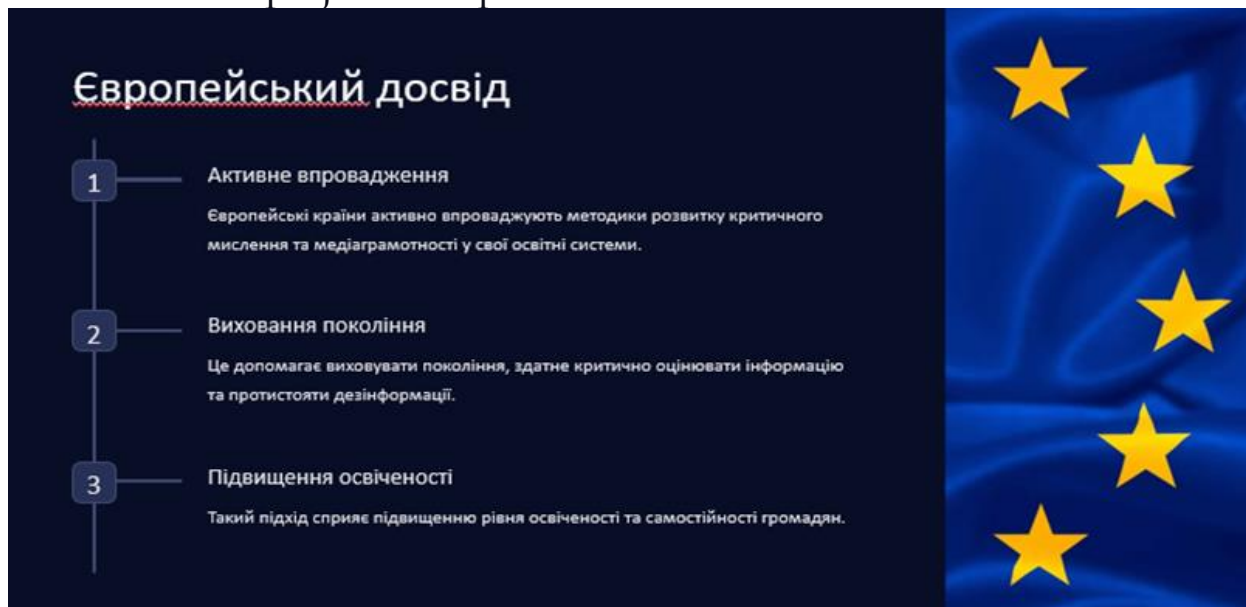 Європейський досвід
1
Активне впровадження
Європейські країни активно впроваджують методики розвитку критичного
мислення та медіаграмотності у свої освітні системи.
2
Виховання покоління
Це допомагає виховувати покоління, здатне критично оцінювати інформацію
та протистояти дезінформації.
3
Підвищення освіченості
Такий підхід сприяє підвищенню рівня освіченості та самостійності громадян.